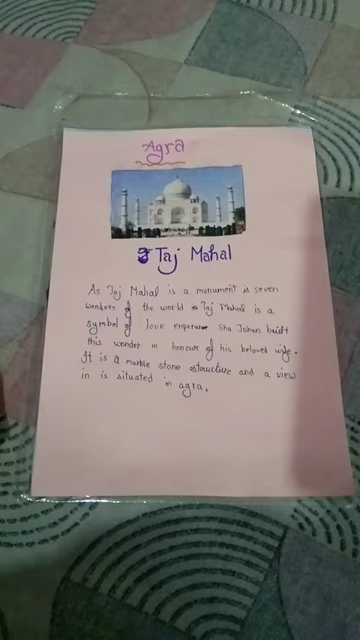 Agra
Taj Mahal
As Taj Mahal is a monument is seven
wonders of the world is Taj Mahal is a
symbol of love emperor Sha Jahan built
this wonder in honour of his beloved wife.
It is a marble stone estructure and a view
in is situated in agra.